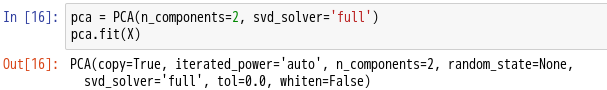 In [16]: pca = PCA(n_components=2, svd_solver='full')
pca.fit(X)
Out[16]: PCA(copy=True, iterated_power='auto', n_components=2, random_state=None,
svd_solver='full', tol=0.0, whiten=False)